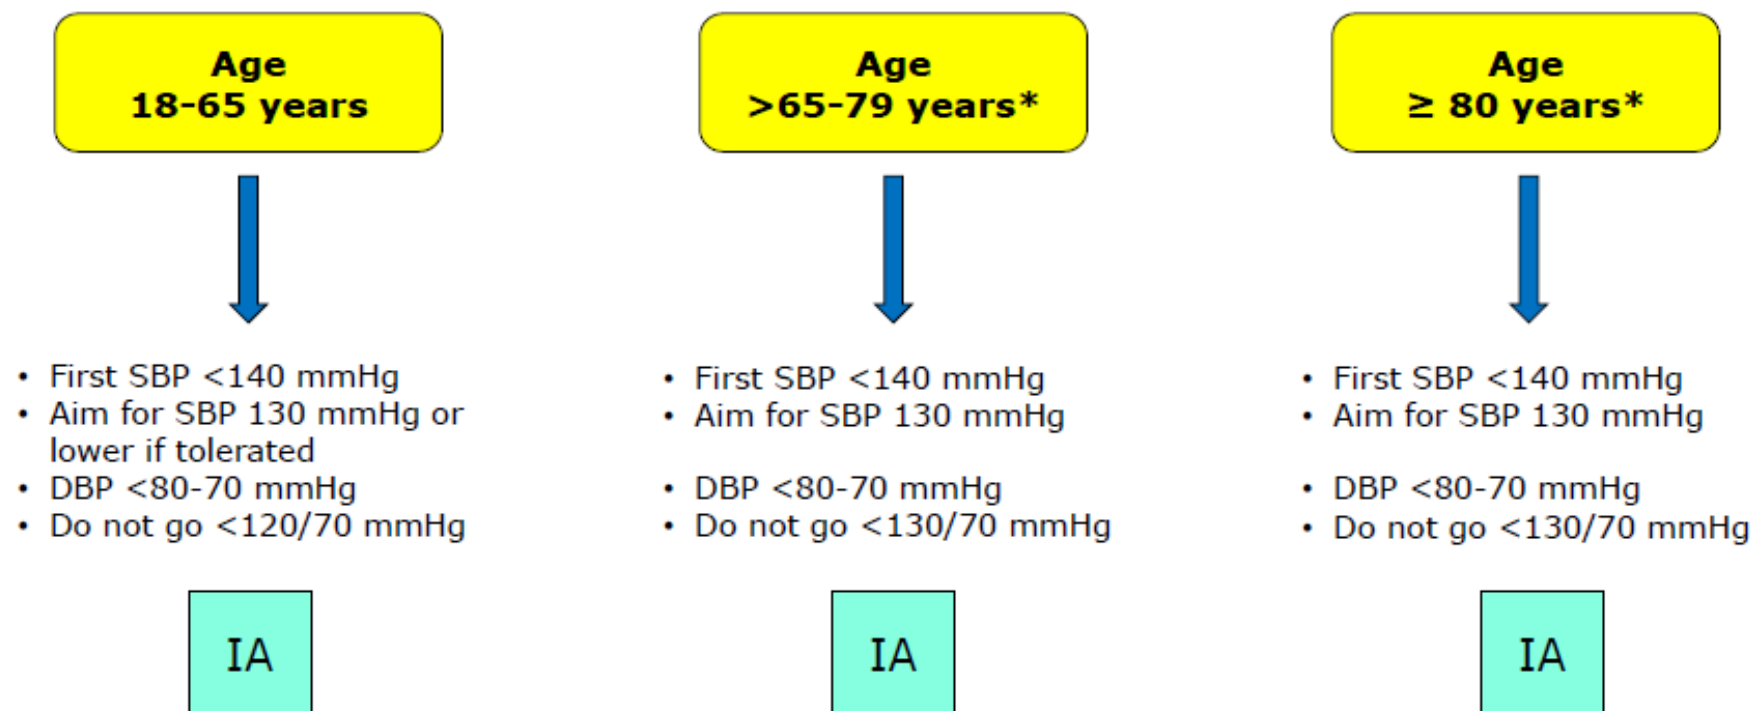 Age
18-65 years
• First SBP <140 mmHg
• Aim for SBP 130 mmHg or
lower if tolerated
• DBP <80-70 mmHg
• Do not go <120/70 mmHg
IA
Age
>65-79 years*
• First SBP <140 mmHg
• Aim for SBP 130 mmHg
• DBP <80-70 mmHg
• Do not go <130/70 mmHg
IA
Age
≥ 80 years*
• First SBP <140 mmHg
• Aim for SBP 130 mmHg
• DBP <80-70 mmHg
• Do not go <130/70 mmHg
IA